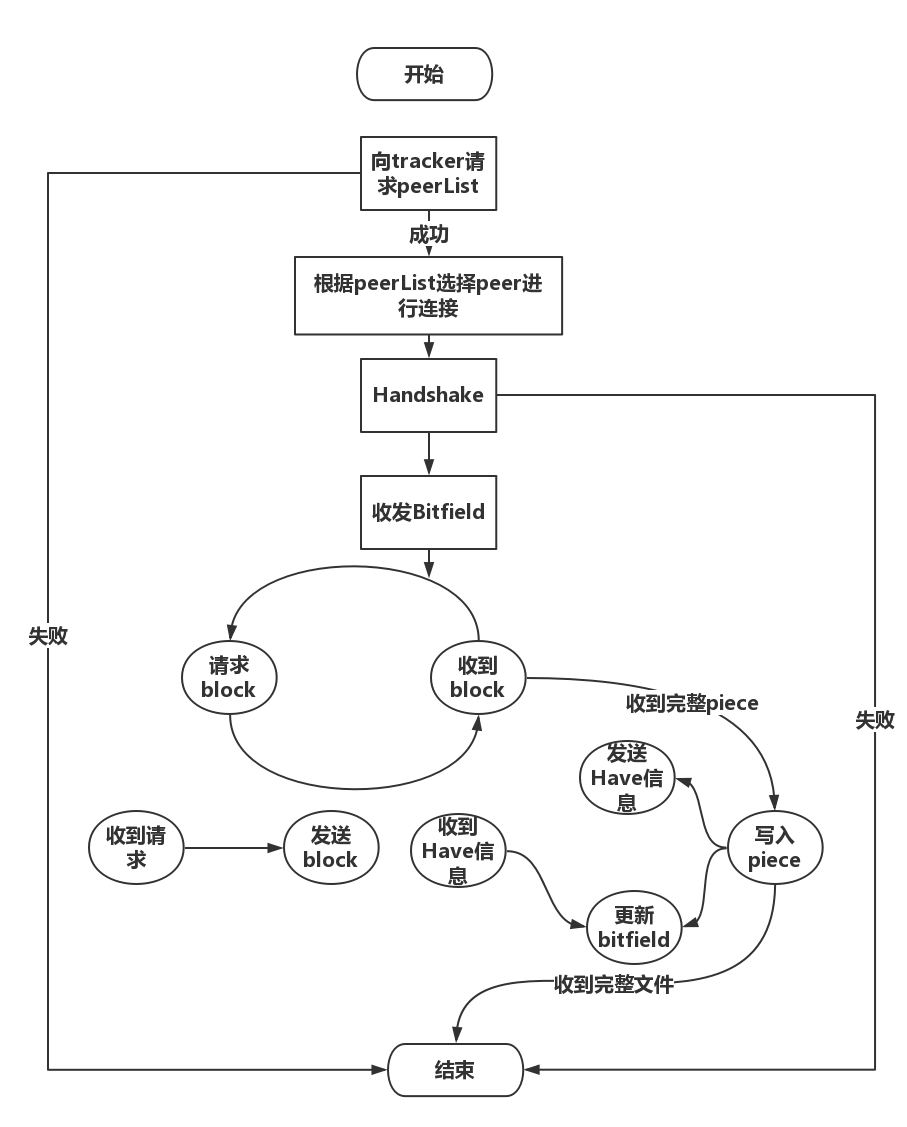 开始
向tracker请
求peerList
成功
根据peerList选择peer进
行连接
Handshake
收发Bitfield
失败
请求
block
收到
block
收到完整piece
失败
发送
Have信
息
收到请
求
发送
block
收到
Have信
息
写入
piece
更新
bitfield
收到完整文件
结束